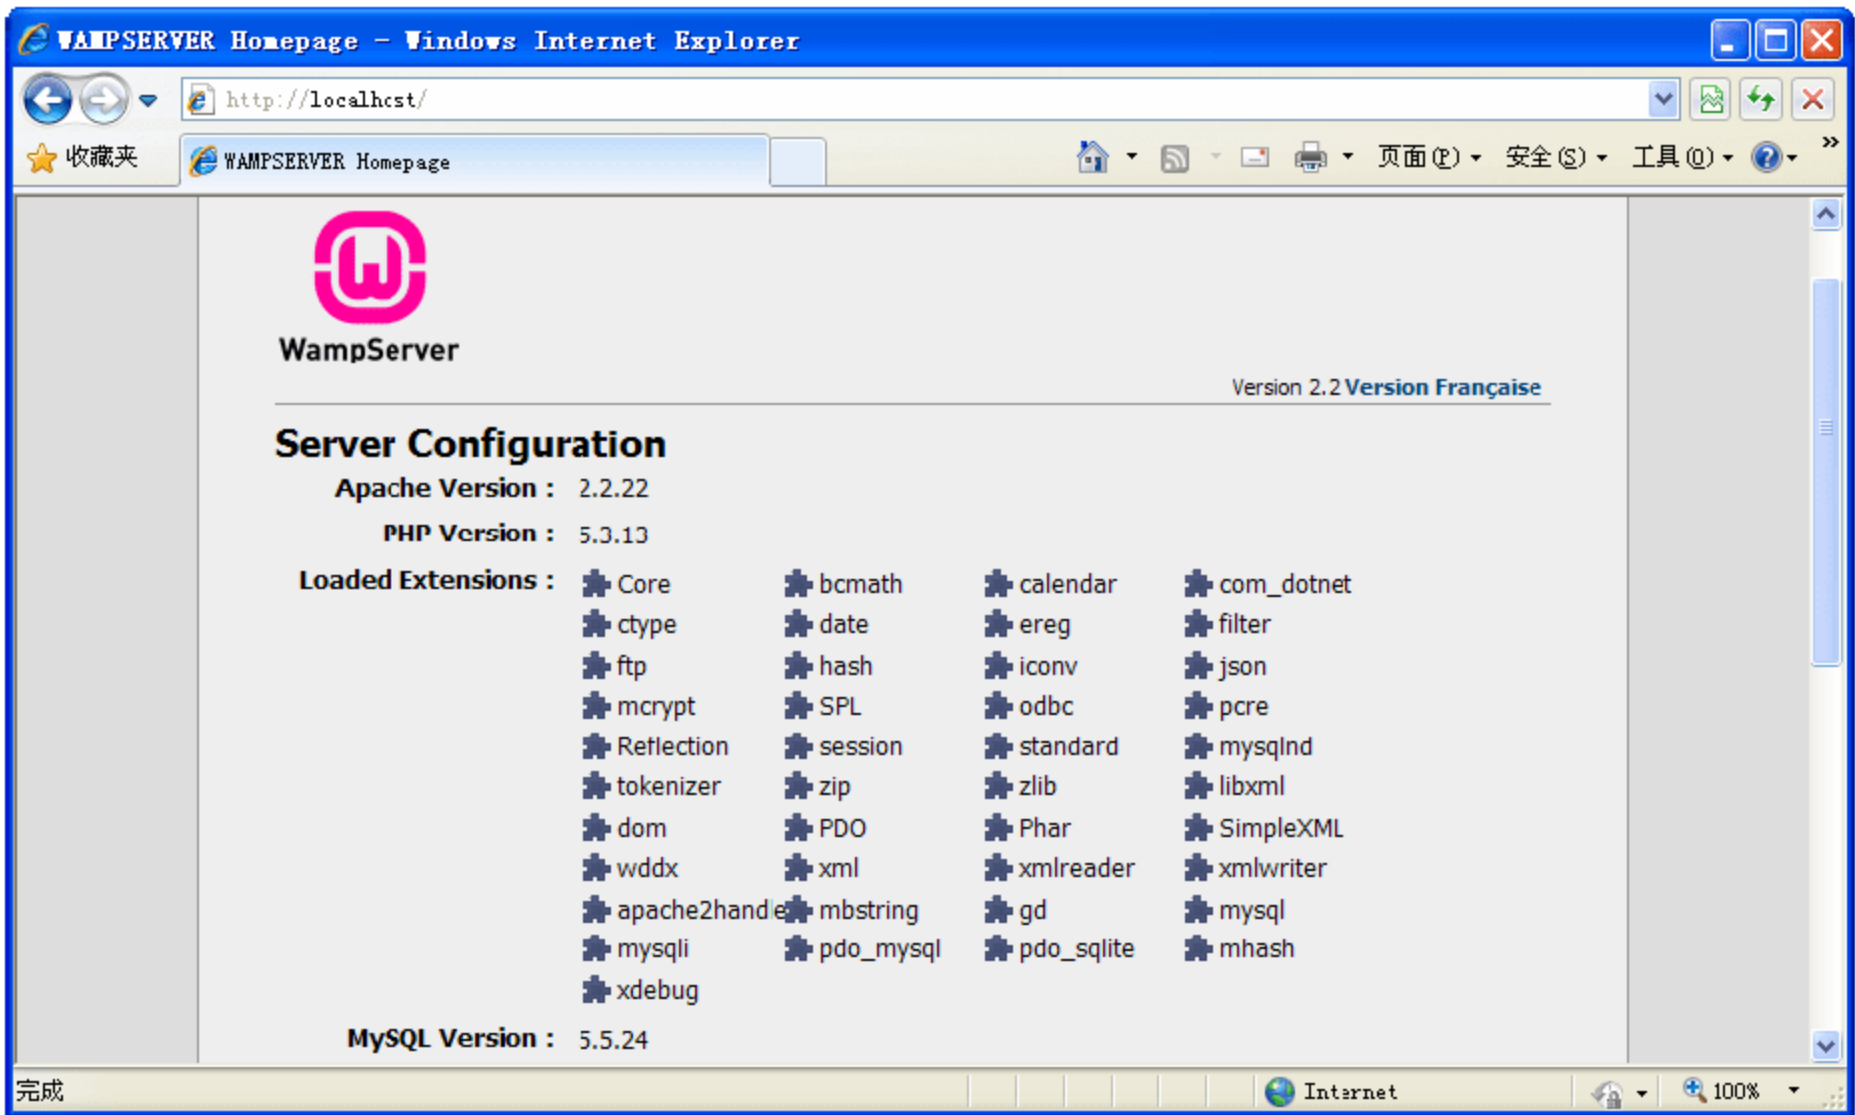 WAMPSERVER Homepage - Windows Internet Explorer
http://localhost/
收藏夹 WAMPSERVER Homepage 页面(P) 安全(S) 工具(O) »
W
WampServer
Version 2.2 Version Française
Server Configuration
Apache Version : 2.2.22
PHP Version : 5.3.13
Loaded Extensions : Core bcmath calendar com_dotnet
ctype date ereg filter
ftp hash iconv json
mcrypt SPL odbc pcre
Reflection session standard mysqlnd
tokenizer zip zlib libxml
dom PDO Phar SimpleXML
wddx xml xmlreader xmlwriter
apache2handle mbstring gd mysql
mysqli pdo_mysql pdo_sqlite mhash
xdebug
MySQL Version : 5.5.24
完成 Internet 100%